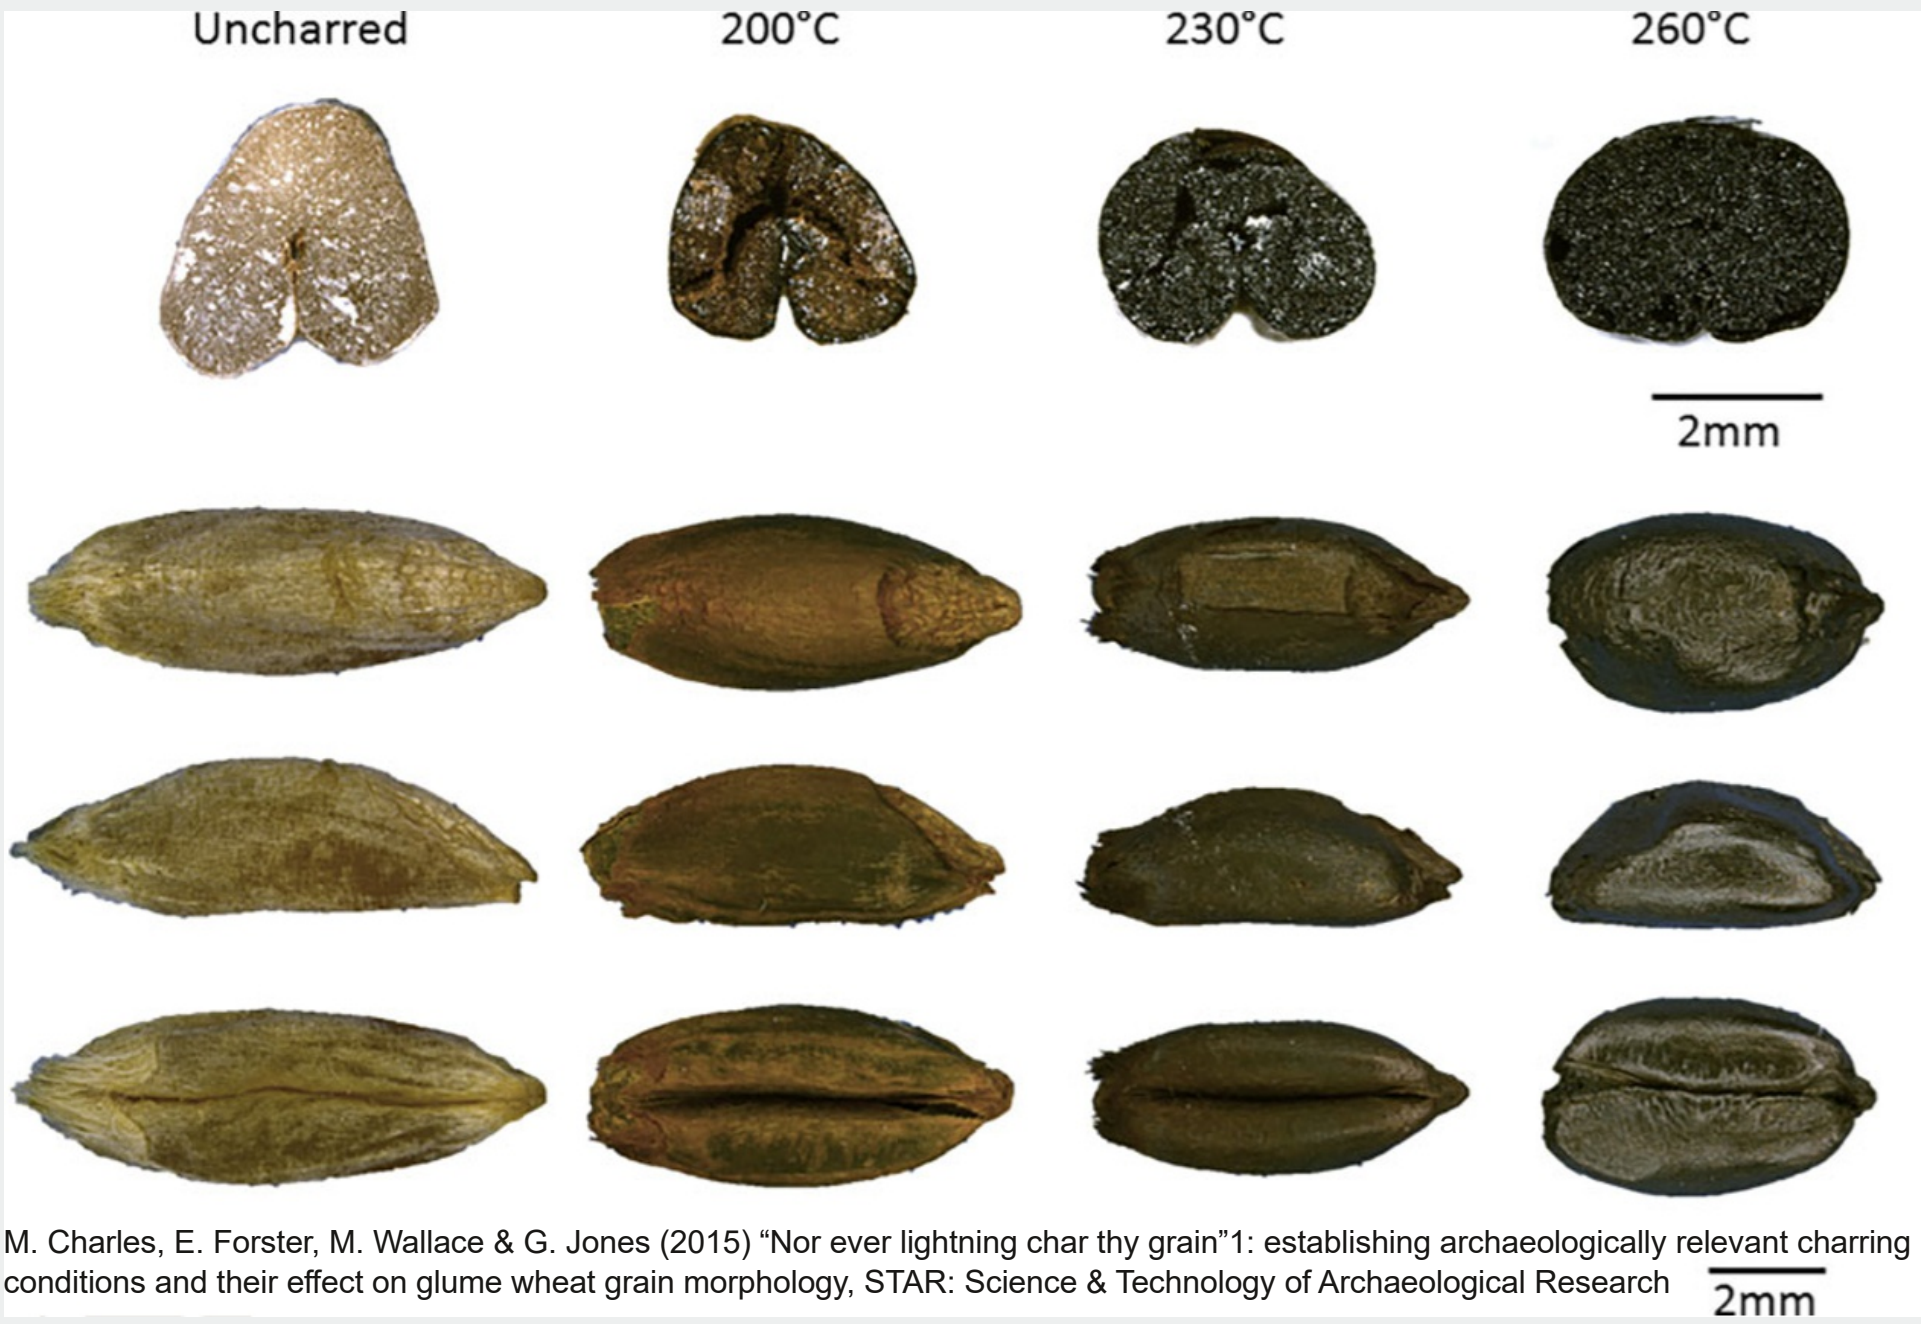 Uncharred 200°C 230°C 260°C
2mm
M. Charles, E. Forster, M. Wallace & G. Jones (2015) “Nor ever lightning char thy grain”1: establishing archaeologically relevant charring
conditions and their effect on glume wheat grain morphology, STAR: Science & Technology of Archaeological Research
2mm